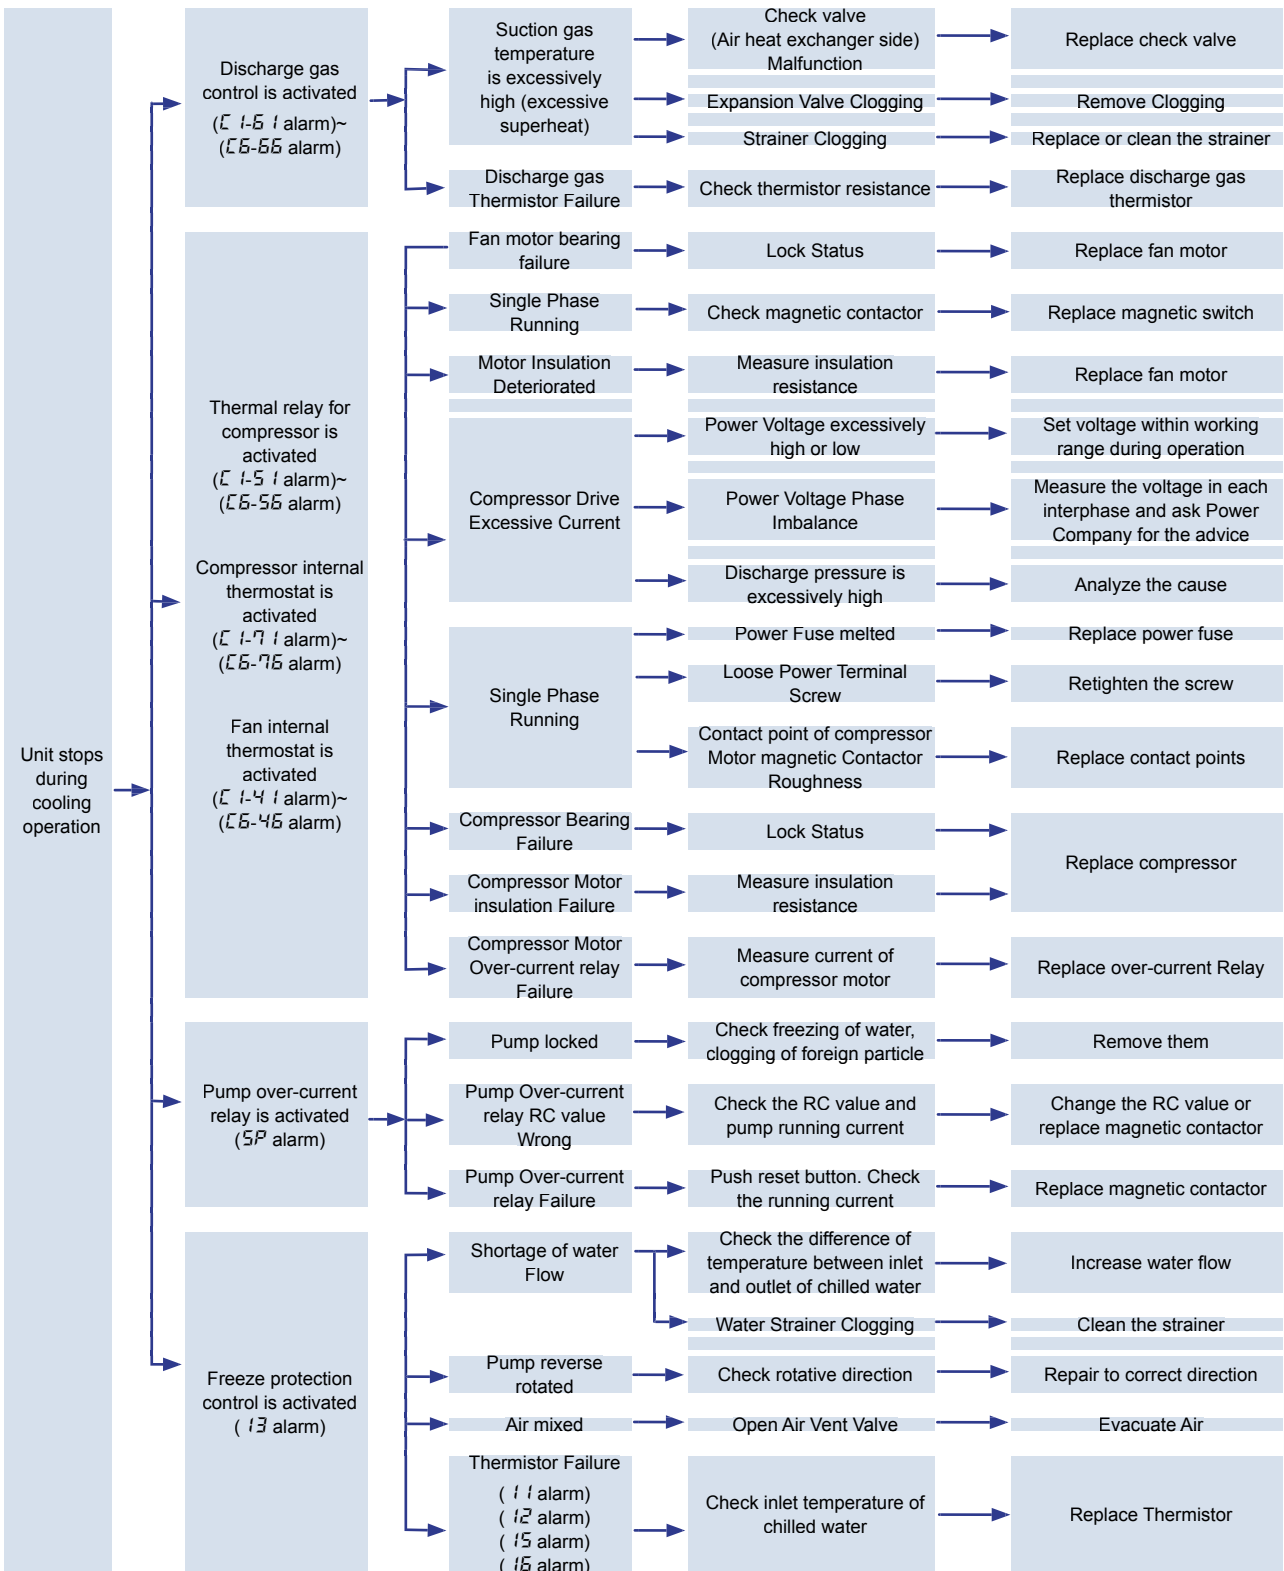 Unit stops
during
cooling
operation
Discharge gas
control is activated
(C1-61 alarm)~
(C6-66 alarm)
Suction gas
temperature
is excessively
high (excessive
superheat)
Check valve
(Air heat exchanger side)
Malfunction
Replace check valve
Expansion Valve Clogging
Remove Clogging
Strainer Clogging
Replace or clean the strainer
Discharge gas
Thermistor Failure
Check thermistor resistance
Replace discharge gas
thermistor
Thermal relay for
compressor is
activated
(C1-51 alarm)~
(C6-56 alarm)
Compressor internal
thermostat is
activated
(C1-71 alarm)~
(C6-76 alarm)
Fan internal
thermostat is
activated
(C1-41 alarm)~
(C6-46 alarm)
Fan motor bearing
failure
Lock Status
Replace fan motor
Single Phase
Running
Check magnetic contactor
Replace magnetic switch
Motor Insulation
Deteriorated
Measure insulation
resistance
Replace fan motor
Compressor Drive
Excessive Current
Power Voltage excessively
high or low
Set voltage within working
range during operation
Power Voltage Phase
Imbalance
Measure the voltage in each
interphase and ask Power
Company for the advice
Discharge pressure is
excessively high
Analyze the cause
Single Phase
Running
Power Fuse melted
Replace power fuse
Loose Power Terminal
Screw
Retighten the screw
Contact point of compressor
Motor magnetic Contactor
Roughness
Replace contact points
Compressor Bearing
Failure
Lock Status
Replace compressor
Compressor Motor
insulation Failure
Measure insulation
resistance
Compressor Motor
Over-current relay
Failure
Measure current of
compressor motor
Replace over-current Relay
Pump over-current
relay is activated
(5P alarm)
Pump locked
Check freezing of water,
clogging of foreign particle
Remove them
Pump Over-current
relay RC value
Wrong
Check the RC value and
pump running current
Change the RC value or
replace magnetic contactor
Pump Over-current
relay Failure
Push reset button. Check
the running current
Replace magnetic contactor
Freeze protection
control is activated
(13 alarm)
Shortage of water
Flow
Check the difference of
temperature between inlet
and outlet of chilled water
Increase water flow
Water Strainer Clogging
Clean the strainer
Pump reverse
rotated
Check rotative direction
Repair to correct direction
Air mixed
Open Air Vent Valve
Evacuate Air
Thermistor Failure
(11 alarm)
(12 alarm)
(15 alarm)
(16 alarm)
Check inlet temperature of
chilled water
Replace Thermistor